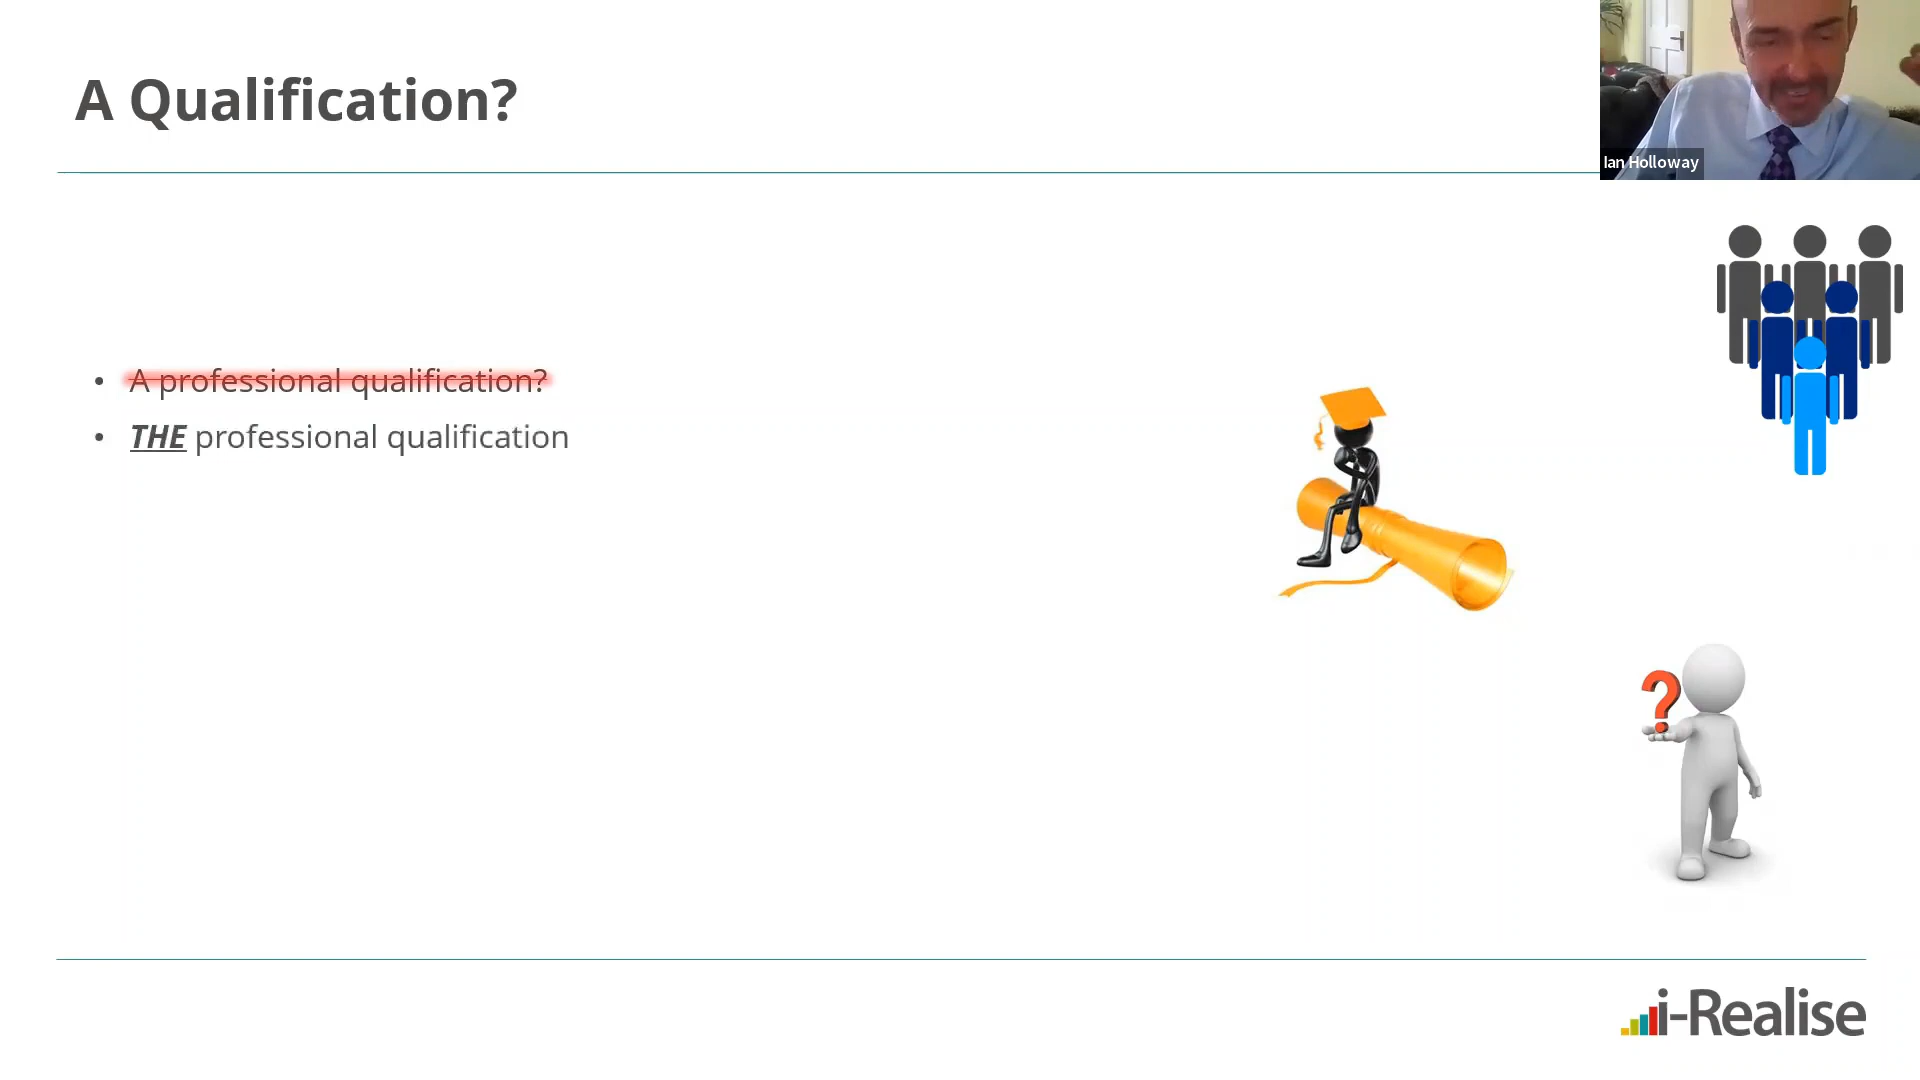 A Qualification?
Ian Holloway
• A professional qualification?
• THE professional qualification
?
i-Realise